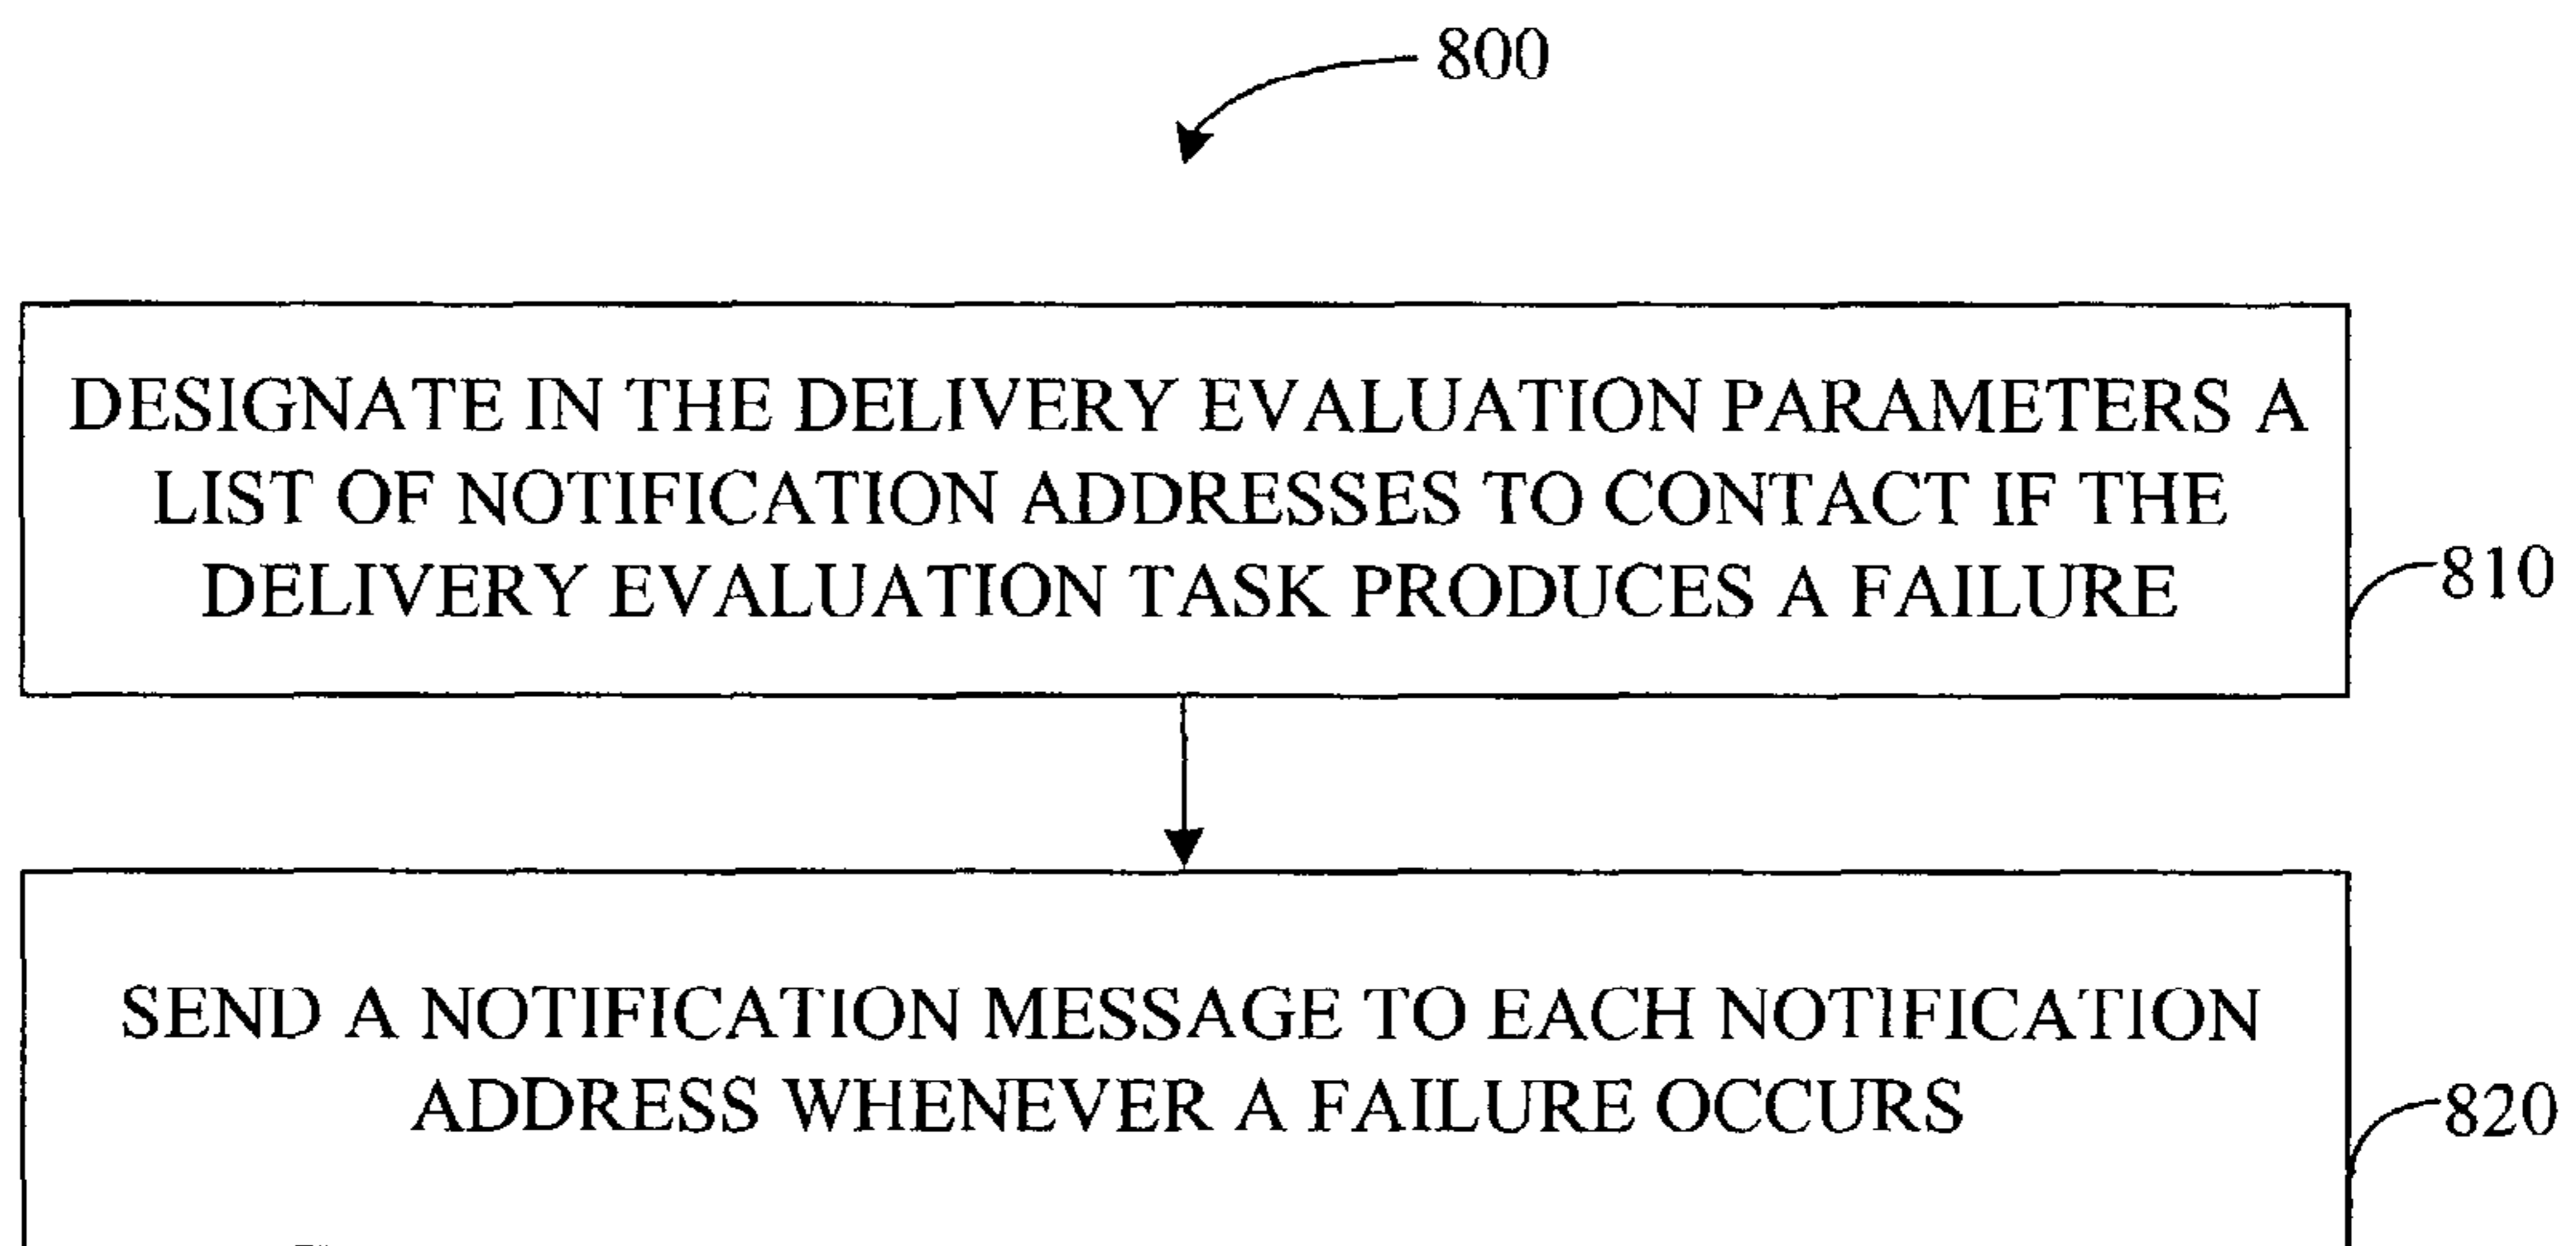 800
DESIGNATE IN THE DELIVERY EVALUATION PARAMETERS A
LIST OF NOTIFICATION ADDRESSES TO CONTACT IF THE
DELIVERY EVALUATION TASK PRODUCES A FAILURE
810
SEND A NOTIFICATION MESSAGE TO EACH NOTIFICATION
ADDRESS WHENEVER A FAILURE OCCURS
820